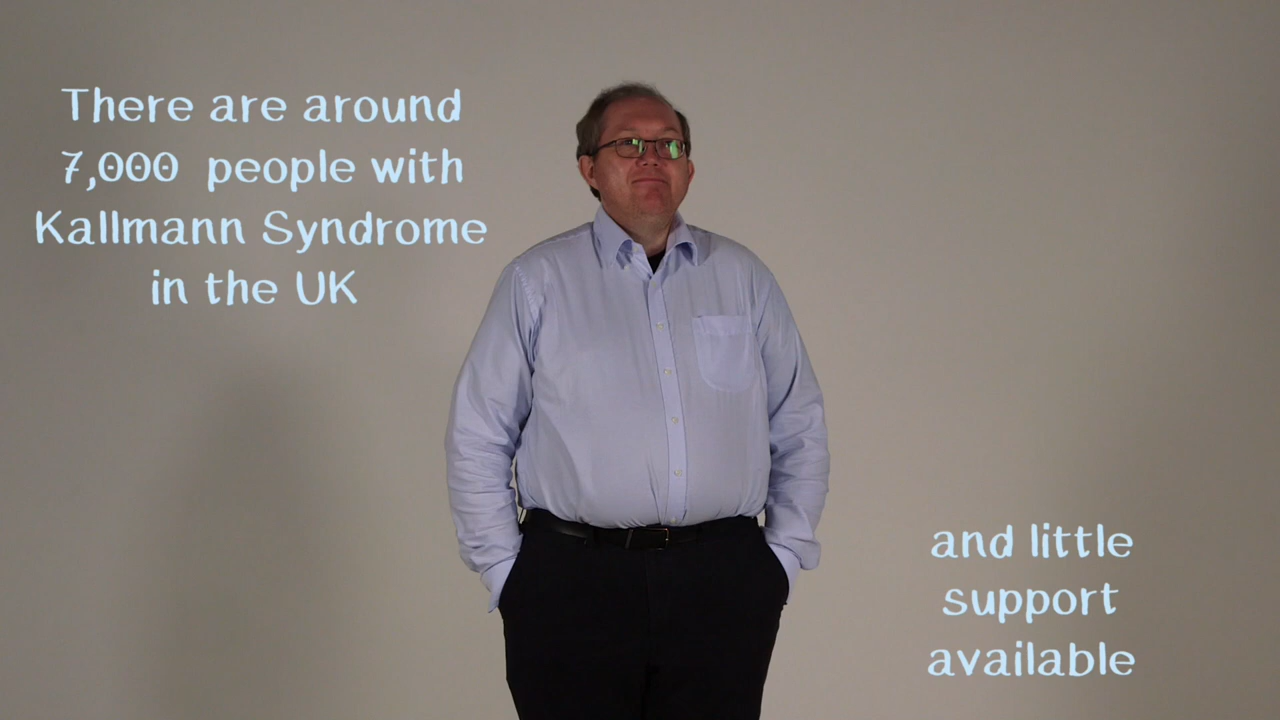 There are around
7,000 people with
Kallmann Syndrome
in the UK
and little
support
available